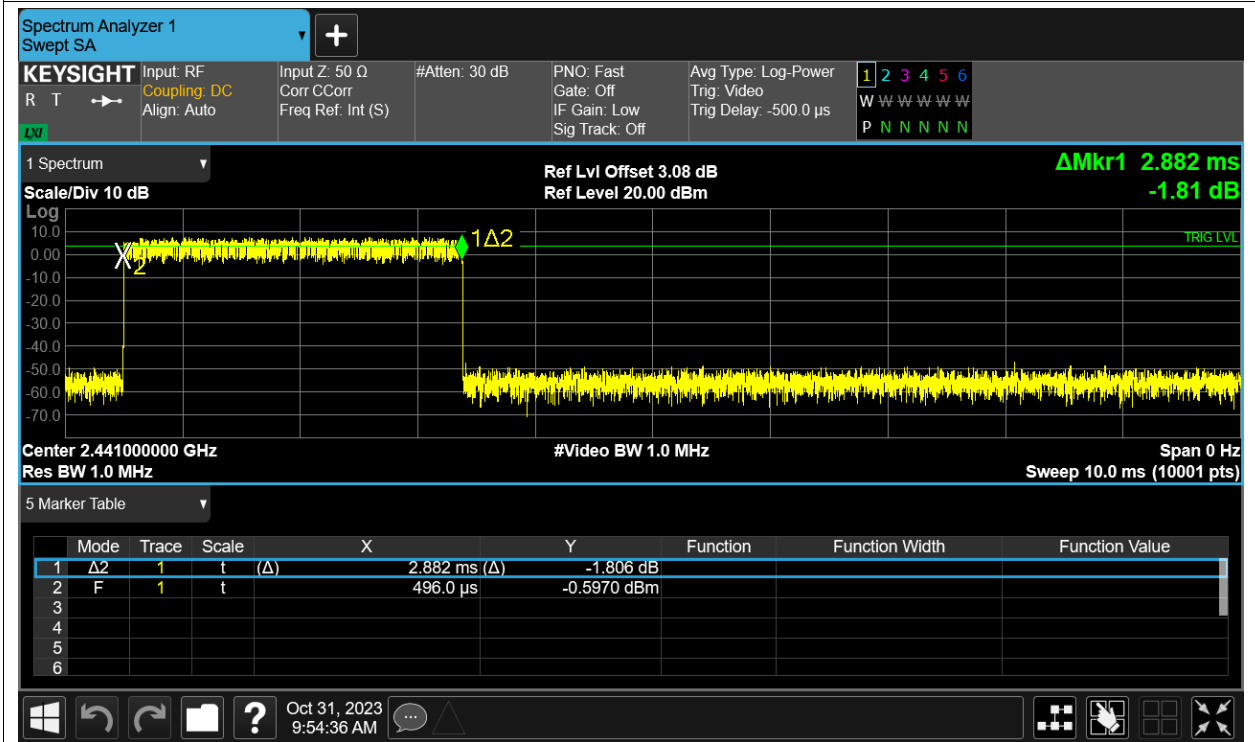 Spectrum Analyzer 1
Swept SA
+
KEYSIGHT Input: RF Input Z: 50 Ω #Atten: 30 dB PNO: Fast Avg Type: Log-Power 1 2 3 4 5 6
R T Coupling: DC Corr CCorr Gate: Off Trig: Video W W W W W W
Align: Auto Freq Ref: Int (S) IF Gain: Low Trig Delay: -500.0 µs P N N N N N
LXI Sig Track: Off
1 Spectrum
Ref Lvl Offset 3.08 dB ΔMkr1 2.882 ms
Scale/Div 10 dB Ref Level 20.00 dBm -1.81 dB
Log
10.0
0.00
-10.0
-20.0
-30.0
-40.0
-50.0
-60.0
-70.0
X 2 1Δ2 TRIG LVL
Center 2.441000000 GHz #Video BW 1.0 MHz Span 0 Hz
Res BW 1.0 MHz Sweep 10.0 ms (10001 pts)
5 Marker Table
Mode Trace Scale X Y Function Function Width Function Value
1 Δ2 1 t (Δ) 2.882 ms (Δ) -1.806 dB
2 F 1 t 496.0 µs -0.5970 dBm
3
4
5
6
? Oct 31, 2023
9:54:36 AM